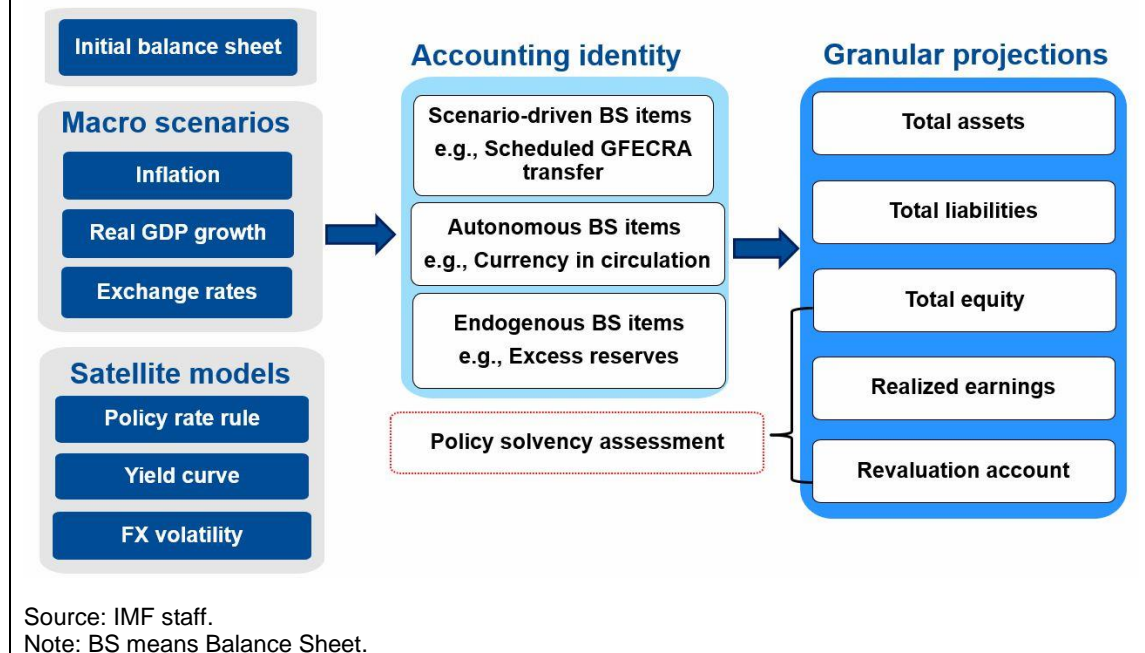 Initial balance sheet
Macro scenarios
Inflation
Real GDP growth
Exchange rates
Satellite models
Policy rate rule
Yield curve
FX volatility
Accounting identity
Scenario-driven BS items
e.g., Scheduled GFECRA
transfer
Autonomous BS items
e.g., Currency in circulation
Endogenous BS items
e.g., Excess reserves
Policy solvency assessment
Granular projections
Total assets
Total liabilities
Total equity
Realized earnings
Revaluation account
Source: IMF staff.
Note: BS means Balance Sheet.